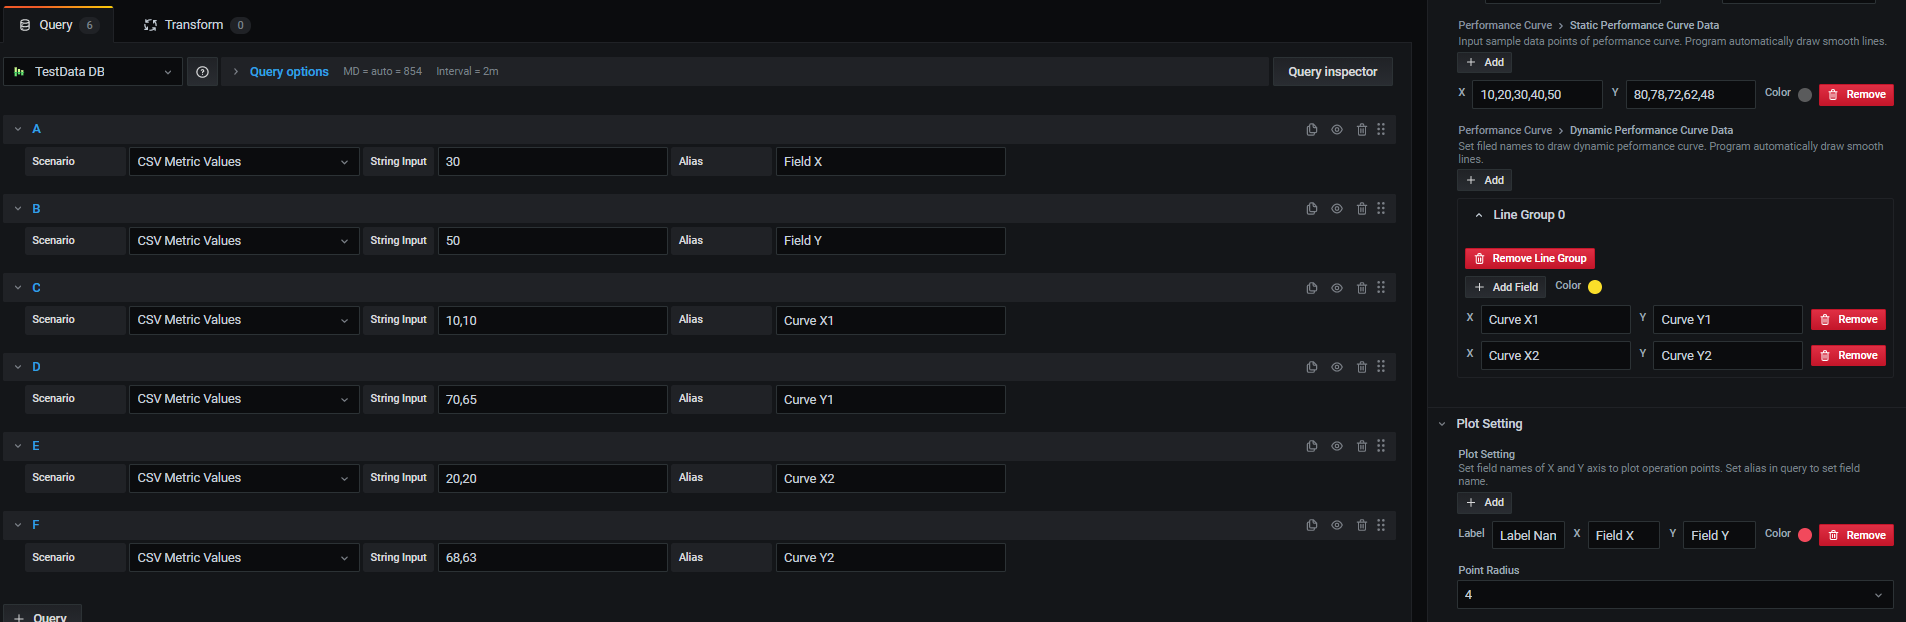 Query 6 Transform 0
TestData DB
Query options MD = auto = 854 Interval = 2m
Query inspector
A
Scenario CSV Metric Values String Input 30 Alias Field X
B
Scenario CSV Metric Values String Input 50 Alias Field Y
C
Scenario CSV Metric Values String Input 10,10 Alias Curve X1
D
Scenario CSV Metric Values String Input 70,65 Alias Curve Y1
E
Scenario CSV Metric Values String Input 20,20 Alias Curve X2
F
Scenario CSV Metric Values String Input 68,63 Alias Curve Y2
+ Query
Performance Curve > Static Performance Curve Data
Input sample data points of peformance curve. Program automatically draw smooth lines.
+ Add
X 10,20,30,40,50 Y 80,78,72,62,48 Color Remove
Performance Curve > Dynamic Performance Curve Data
Set filed names to draw dynamic peformance curve. Program automatically draw smooth
lines.
+ Add
Line Group 0
Remove Line Group
+ Add Field Color
X Curve X1 Y Curve Y1 Remove
X Curve X2 Y Curve Y2 Remove
Plot Setting
Plot Setting
Set field names of X and Y axis to plot operation points. Set alias in query to set field
name.
+ Add
Label Label Nan X Field X Y Field Y Color Remove
Point Radius
4